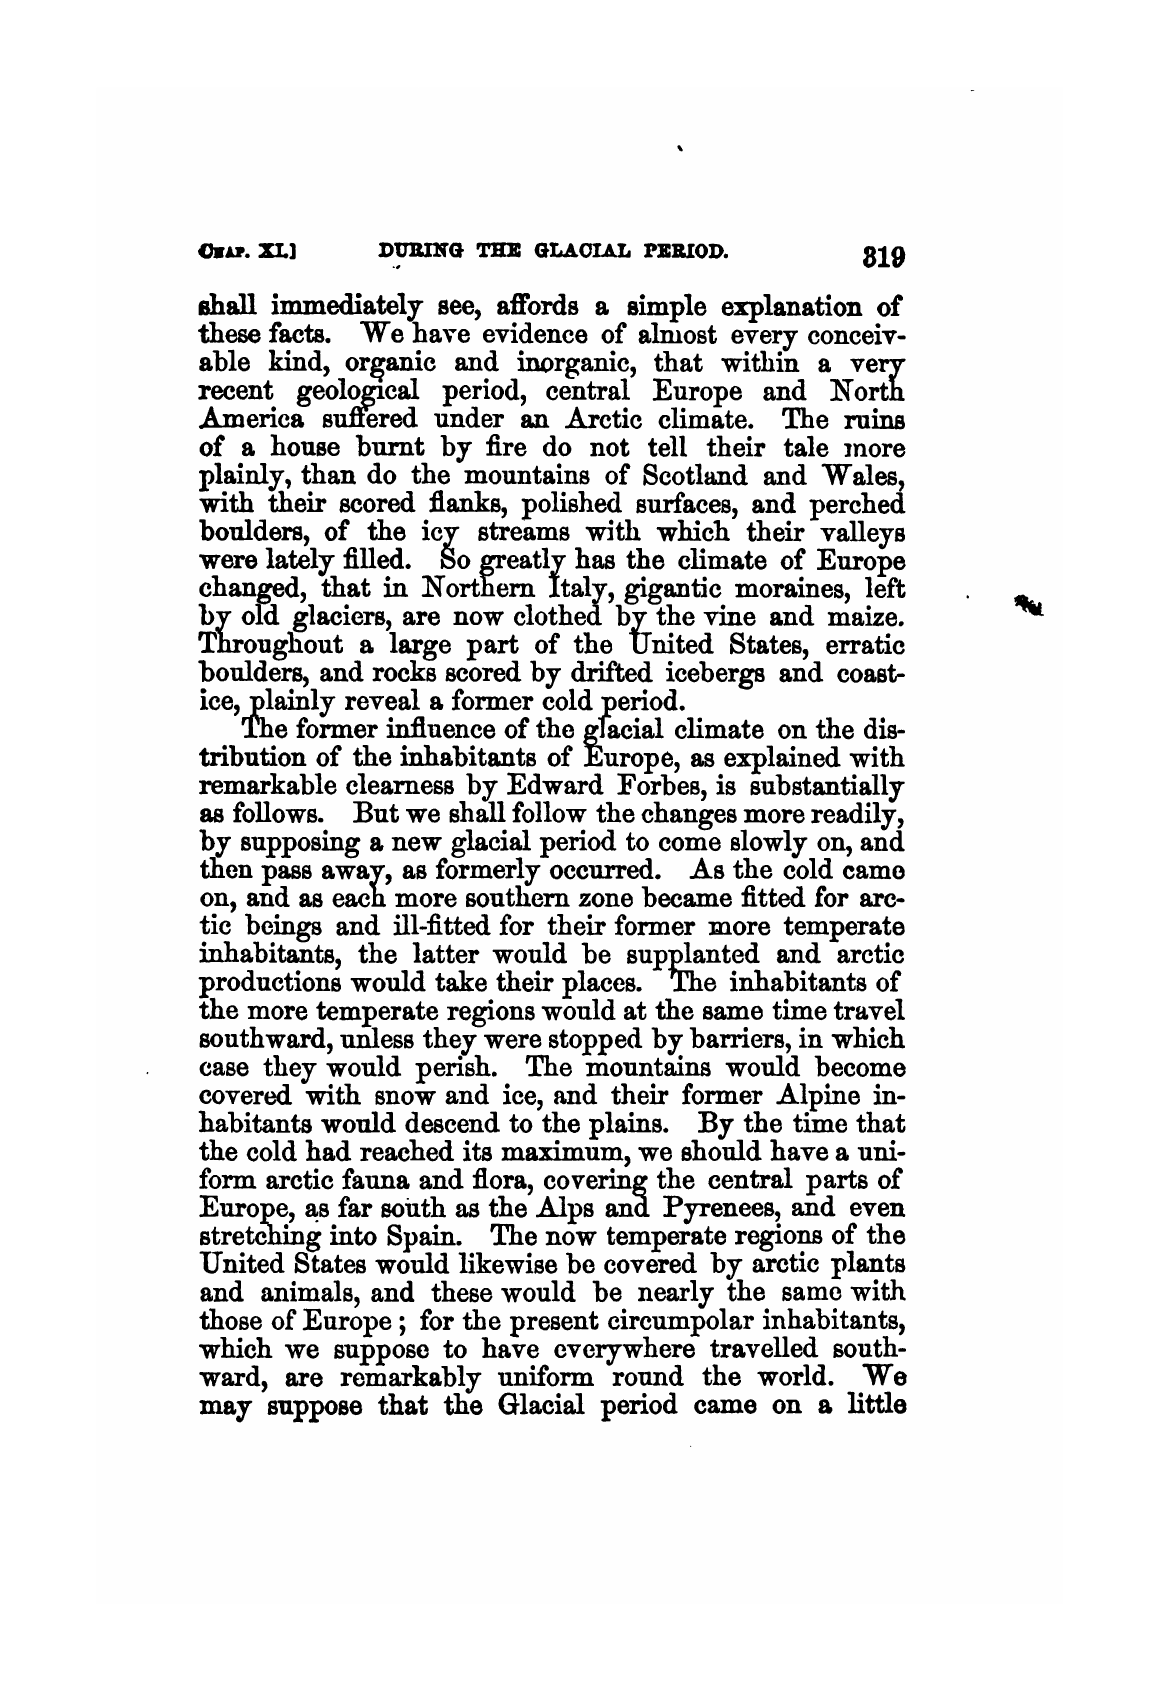 CHAP. XI.] DURING THE GLACIAL PERIOD. 319
shall immediately see, affords a simple explanation of
these facts. We have evidence of almost every conceiv-
able kind, organic and inorganic, that within a very
recent geological period, central Europe and North
America suffered under an Arctic climate. The ruins
of a house burnt by fire do not tell their tale more
plainly, than do the mountains of Scotland and Wales,
with their scored flanks, polished surfaces, and perched
boulders, of the icy streams with which their valleys
were lately filled. So greatly has the climate of Europe
changed, that in Northern Italy, gigantic moraines, left
by old glaciers, are now clothed by the vine and maize.
Throughout a large part of the United States, erratic
boulders, and rocks scored by drifted icebergs and coast-
ice, plainly reveal a former cold period.
The former influence of the glacial climate on the dis-
tribution of the inhabitants of Europe, as explained with
remarkable clearness by Edward Forbes, is substantially
as follows. But we shall follow the changes more readily,
by supposing a new glacial period to come slowly on, and
then pass away, as formerly occurred. As the cold came
on, and as each more southern zone became fitted for arc-
tic beings and ill-fitted for their former more temperate
inhabitants, the latter would be supplanted and arctic
productions would take their places. The inhabitants of
the more temperate regions would at the same time travel
southward, unless they were stopped by barriers, in which
case they would perish. The mountains would become
covered with snow and ice, and their former Alpine in-
habitants would descend to the plains. By the time that
the cold had reached its maximum, we should have a uni-
form arctic fauna and flora, covering the central parts of
Europe, as far south as the Alps and Pyrenees, and even
stretching into Spain. The now temperate regions of the
United States would likewise be covered by arctic plants
and animals, and these would be nearly the same with
those of Europe; for the present circumpolar inhabitants,
which we suppose to have everywhere travelled south-
ward, are remarkably uniform round the world. We
may suppose that the Glacial period came on a little